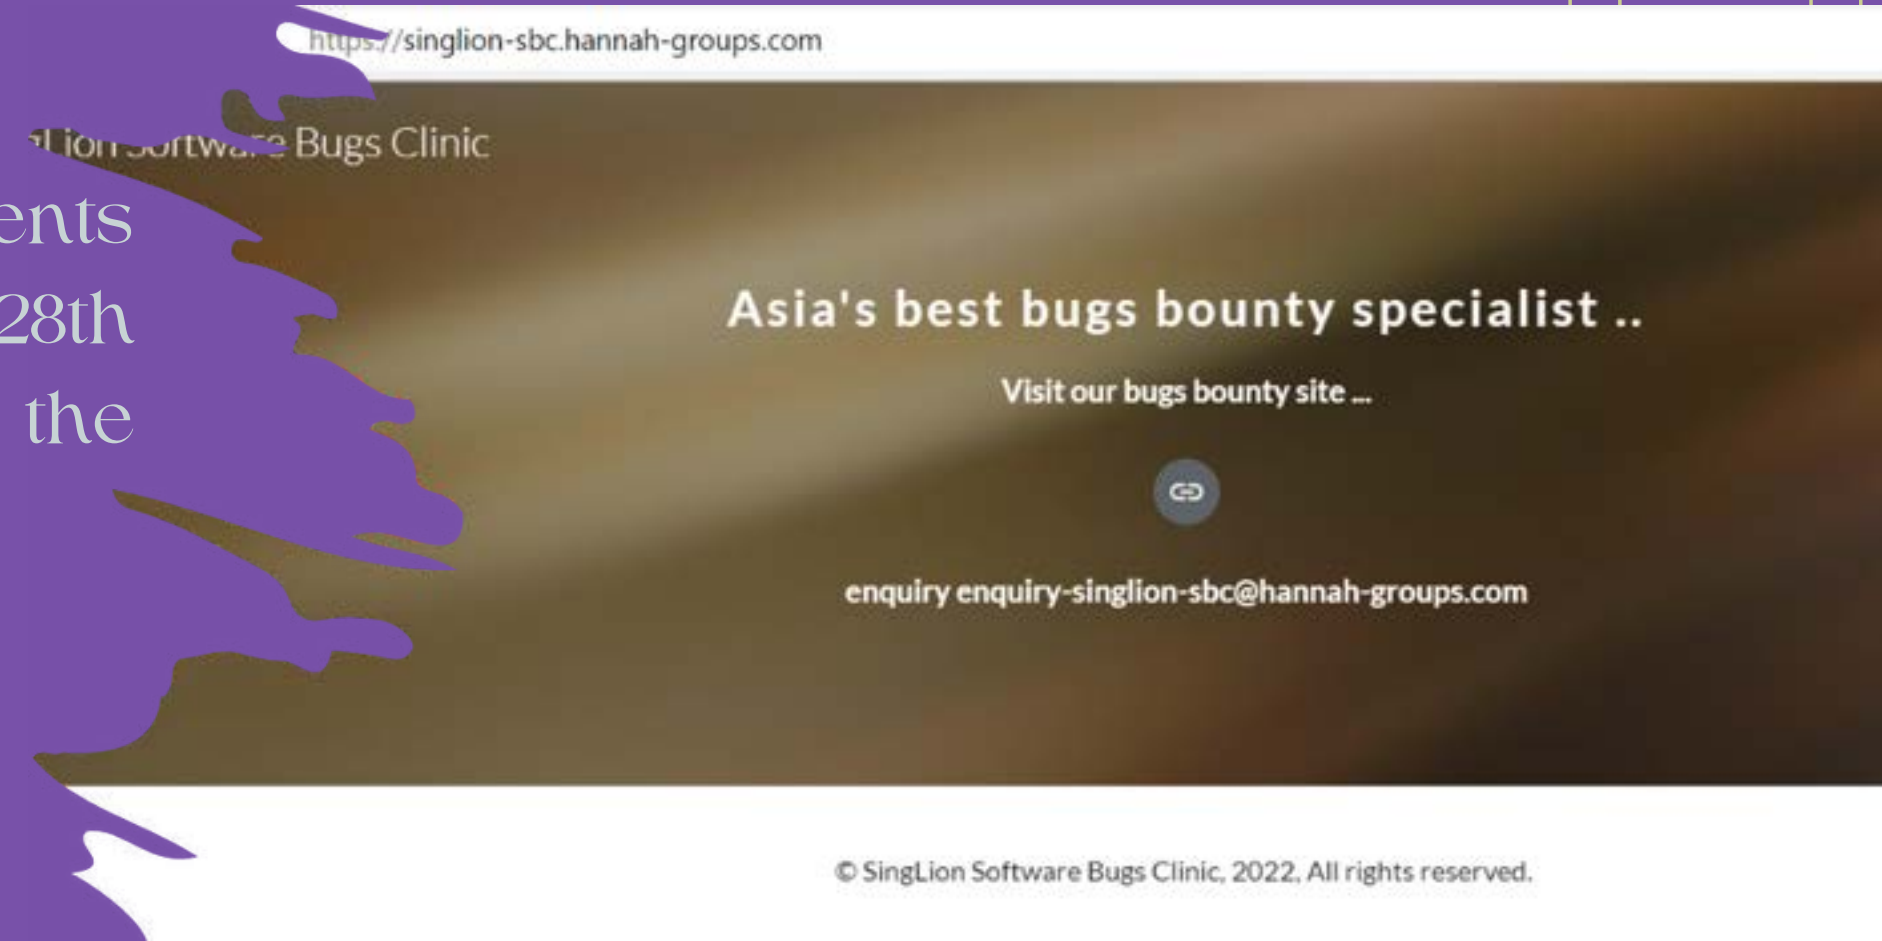 https://singlion-sbc.hannah-groups.com
Bugs Clinic
28th
the
Asia's best bugs bounty specialist ..
Visit our bugs bounty site ...
enquiry enquiry-singlion-sbc@hannah-groups.com
© SingLion Software Bugs Clinic, 2022, All rights reserved.